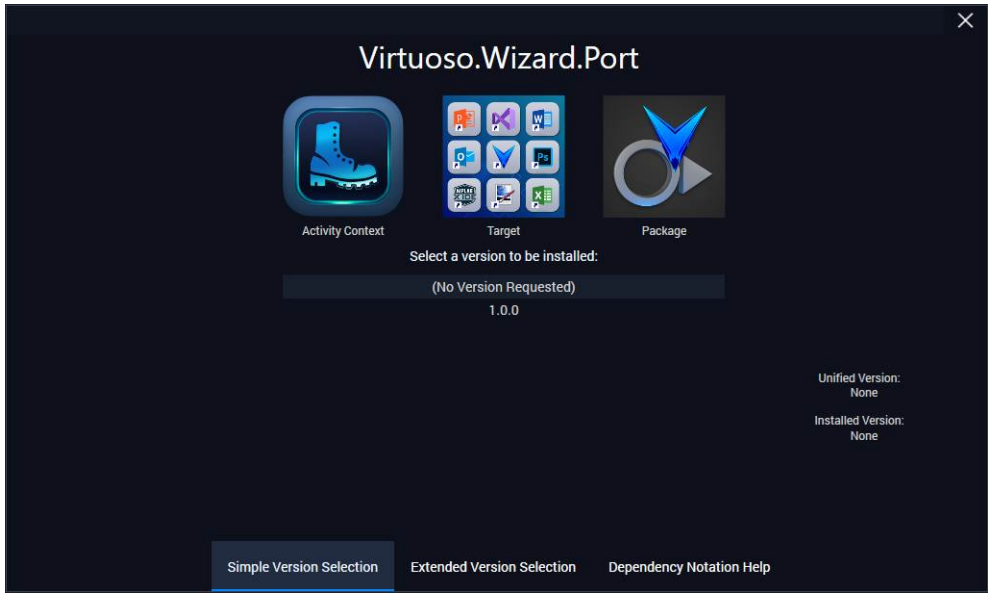 Virtuoso.Wizard.Port
Activity Context
Target
Package
Select a version to be installed:
(No Version Requested)
1.0.0
Unified Version:
None
Installed Version:
None
Simple Version Selection
Extended Version Selection
Dependency Notation Help